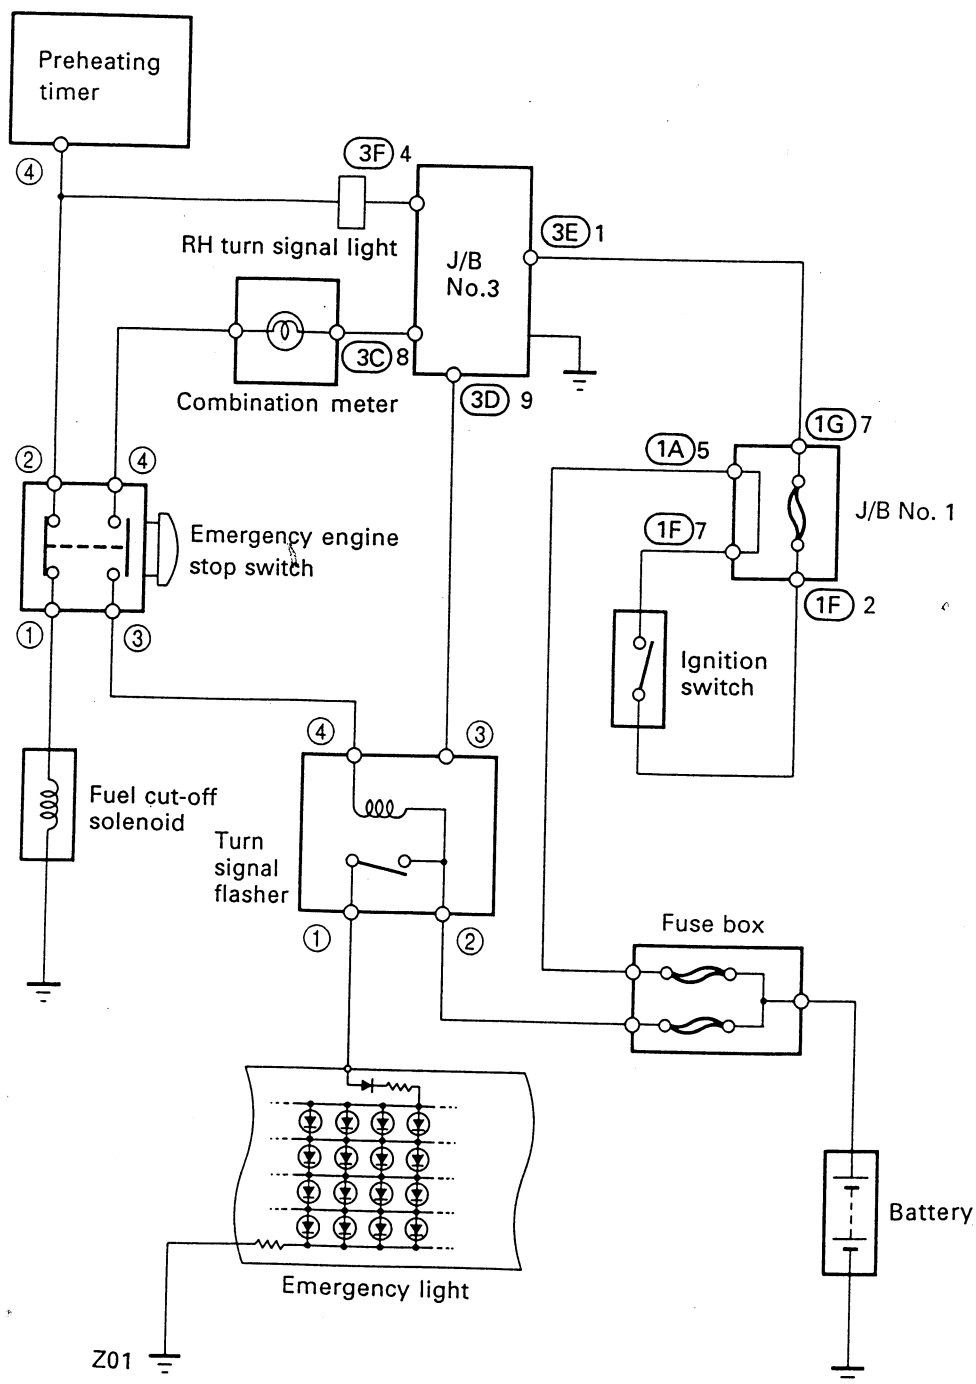 Preheating
timer
④
3F 4
RH turn signal light
3E 1
J/B
No.3
3C 8
Combination meter
3D 9
1G 7
1A 5
② ④
J/B No. 1
Emergency engine
stop switch
1F 7
1F 2
① ③
Ignition
switch
④ ③
Fuel cut-off
solenoid
Turn
signal
flasher
① ②
Fuse box
Battery
Emergency light
Z01